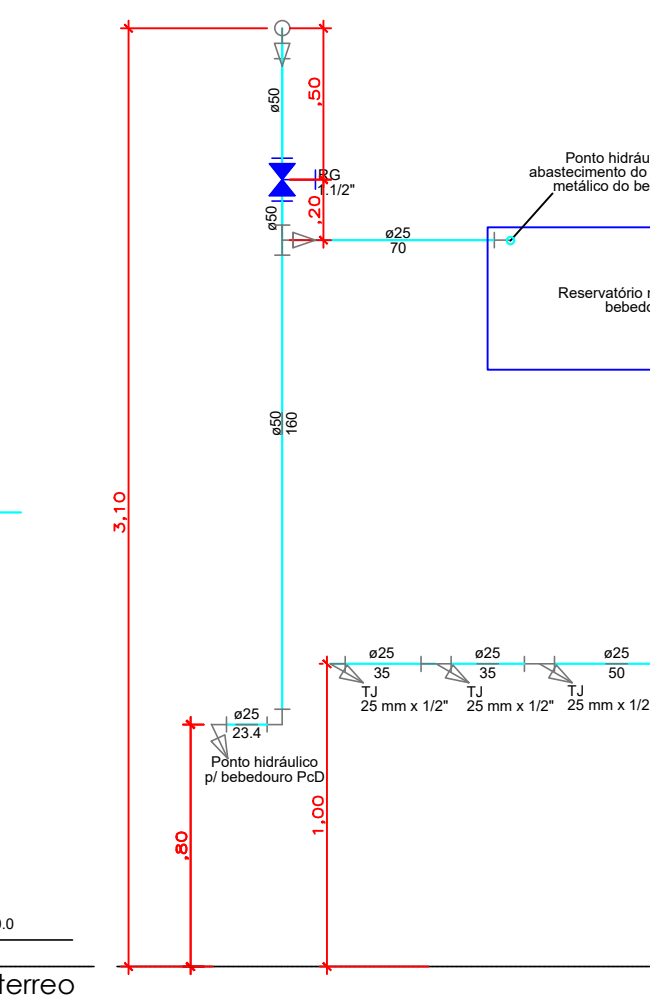 ø50
,50
RG
1.1/2"
ø50
,20
ø25
70
Ponto hidráu
abastecimento do
metálico do be
Reservatório
bebedo
ø50
160
3,10
ø25
35
TJ
25 mm x 1/2"
ø25
35
TJ
25 mm x 1/2"
ø25
50
TJ
25 mm x 1/2
ø25
23.4
Ponto hidráulico
p/ bebedouro PcD
,80
1,00
0.0
terreo